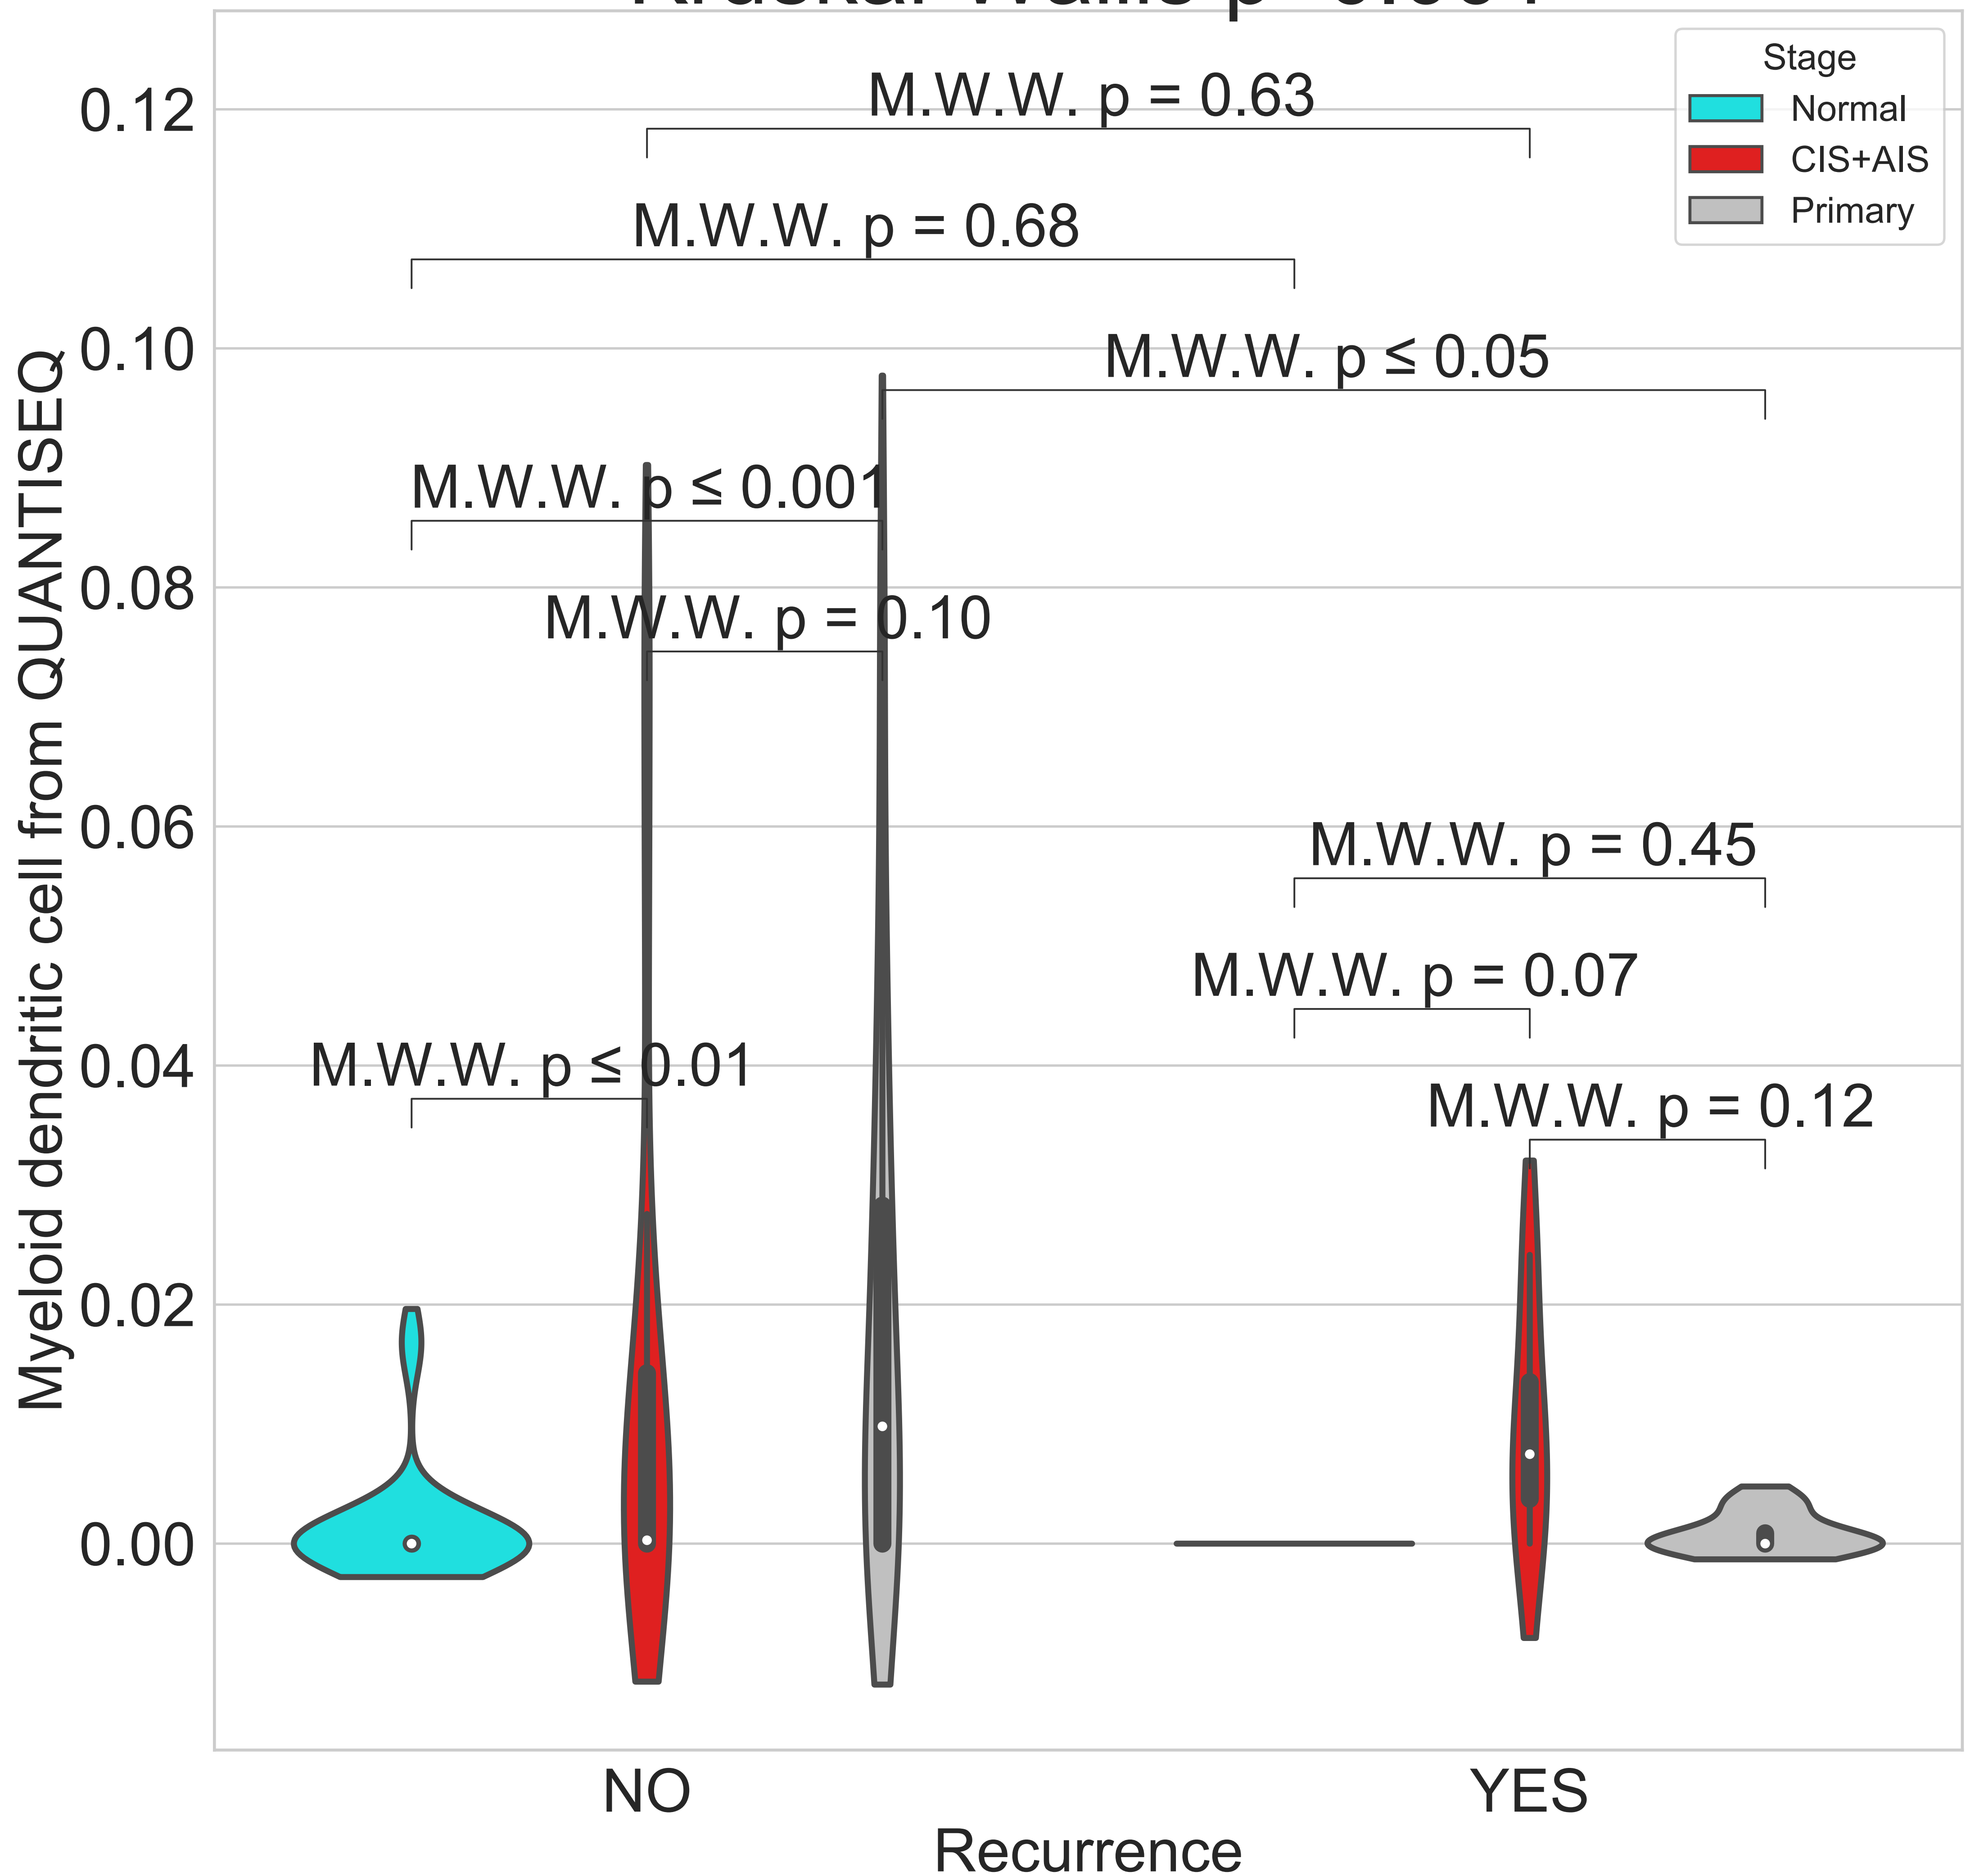 Stage
Normal
CIS+AIS
Primary
M.W.W. p = 0.63
M.W.W. p = 0.68
M.W.W. p ≤ 0.05
M.W.W. p ≤ 0.001
M.W.W. p = 0.10
M.W.W. p = 0.45
M.W.W. p = 0.07
M.W.W. p ≤ 0.01
M.W.W. p = 0.12
Myeloid dendritic cell from QUANTISEQ
0.12
0.10
0.08
0.06
0.04
0.02
0.00
NO
YES
Recurrence